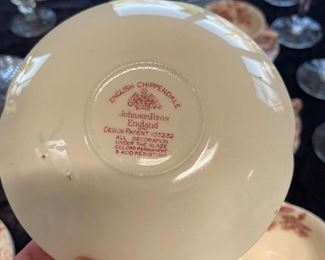 ENGLISH CHIPPENDALE
Johnson Bros
England
DESIGN PATENT 101232
ALL DECORATION
UNDER THE GLAZE
COLORS PERMANENT
& ACID RESISTING